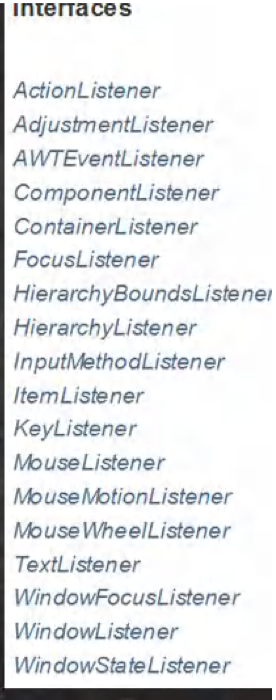 Interfaces
ActionListener
AdjustmentListener
AWTEventListener
ComponentListener
ContainerListener
FocusListener
HierarchyBoundsListener
HierarchyListener
InputMethodListener
ItemListener
KeyListener
MouseListener
MouseMotionListener
MouseWheelListener
TextListener
WindowFocusListener
WindowListener
WindowStateListener